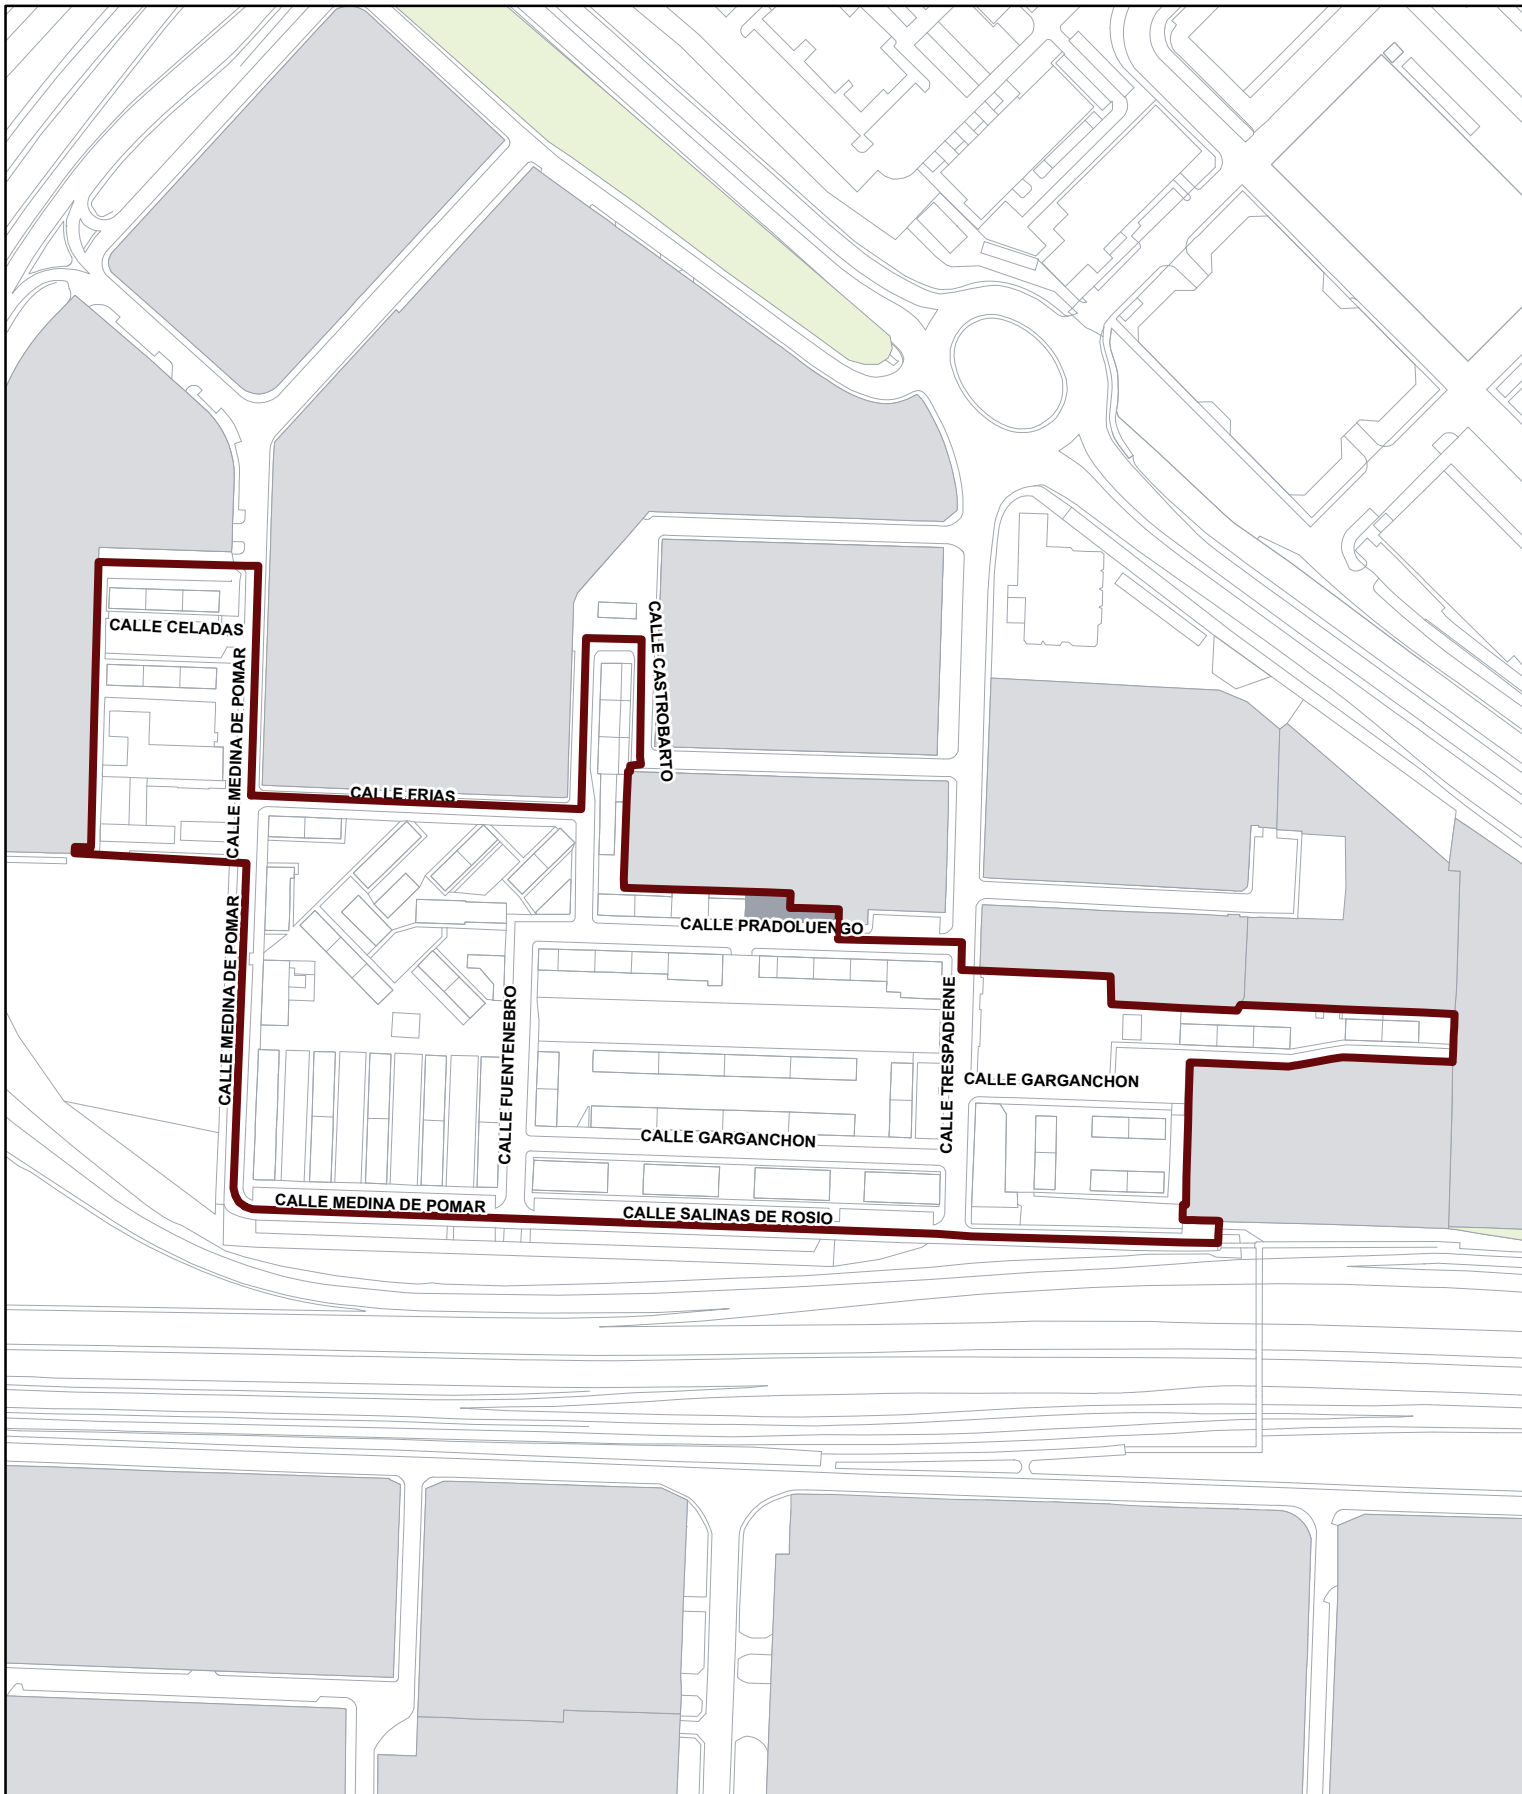 CALLE CASTROBARTO
CALLE CELADAS
CALLE MEDINA DE POMAR
CALLE FRIAS
CALLE MEDINA DE POMAR
CALLE PRADOLUENGO
CALLE FUENTENEBRO
CALLE TRESPADERNE
CALLE GARGANCHON
CALLE GARGANCHON
CALLE MEDINA DE POMAR
CALLE SALINAS DE ROSIO